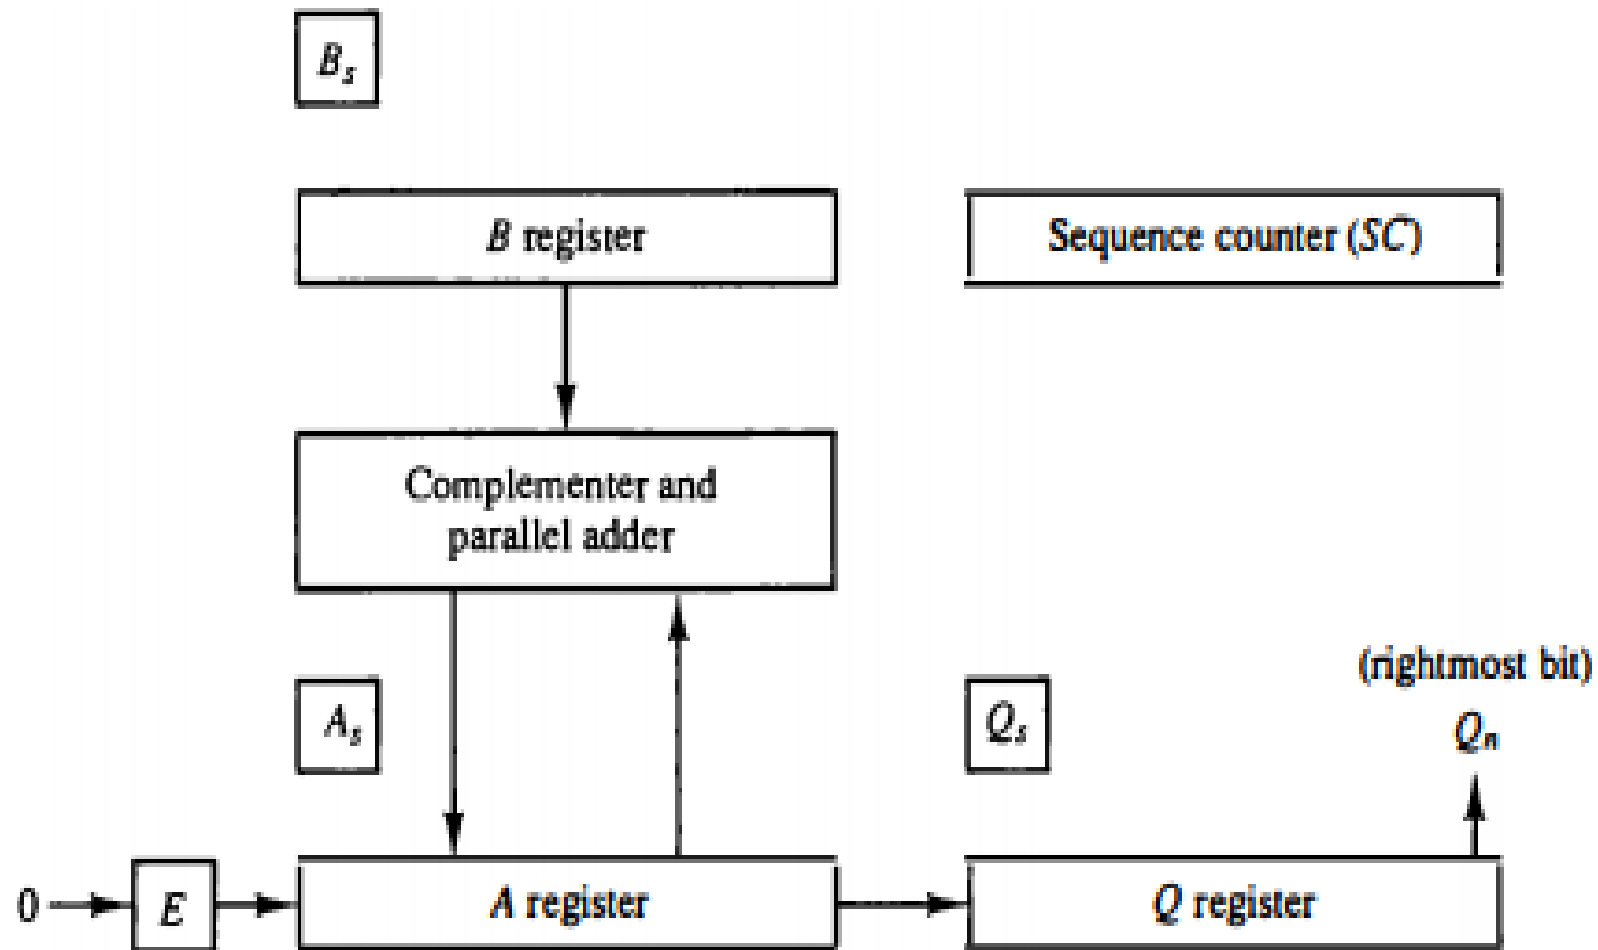 Bs
B register
Sequence counter (SC)
Complementer and
parallel adder
(rightmost bit)
As
Qs
Qn
0
E
A register
Q register